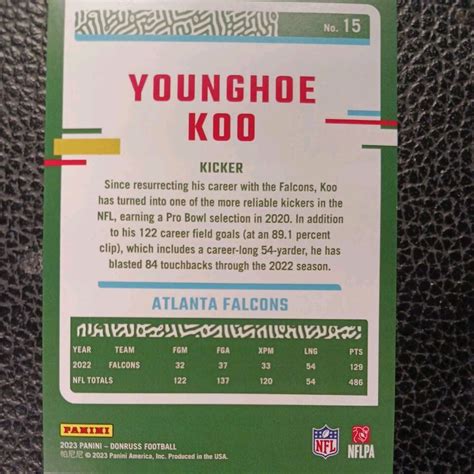 No. 15
YOUNGHOE
KOO
KICKER
Since resurrecting his career with the Falcons, Koo
has turned into one of the more reliable kickers in the
NFL, earning a Pro Bowl selection in 2020. In addition
to his 122 career field goals (at an 89.1 percent
clip), which includes a career-long 54-yarder, he has
blasted 84 touchbacks through the 2022 season.
ATLANTA FALCONS
YEAR TEAM FGM FGA XPM LNG PTS
2022 FALCONS 32 37 33 54 129
NFL TOTALS 122 137 120 54 486
PANINI
2023 PANINI – DONRUSS FOOTBALL
帕尼尼 © 2023 Panini America, Inc. Produced in the USA.
NFL
NFLPA